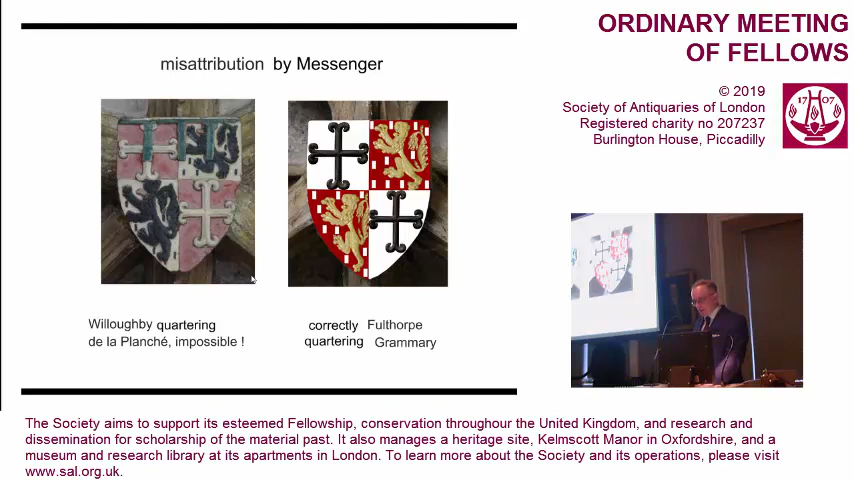 misattribution by Messenger
Willoughby quartering
de la Planché, impossible !
correctly Fulthorpe
quartering Grammary
ORDINARY MEETING
OF FELLOWS
© 2019
Society of Antiquaries of London
Registered charity no 207237
Burlington House, Piccadilly
17 07
The Society aims to support its esteemed Fellowship, conservation throughour the United Kingdom, and research and
dissemination for scholarship of the material past. It also manages a heritage site, Kelmscott Manor in Oxfordshire, and a
museum and research library at its apartments in London. To learn more about the Society and its operations, please visit
www.sal.org.uk.